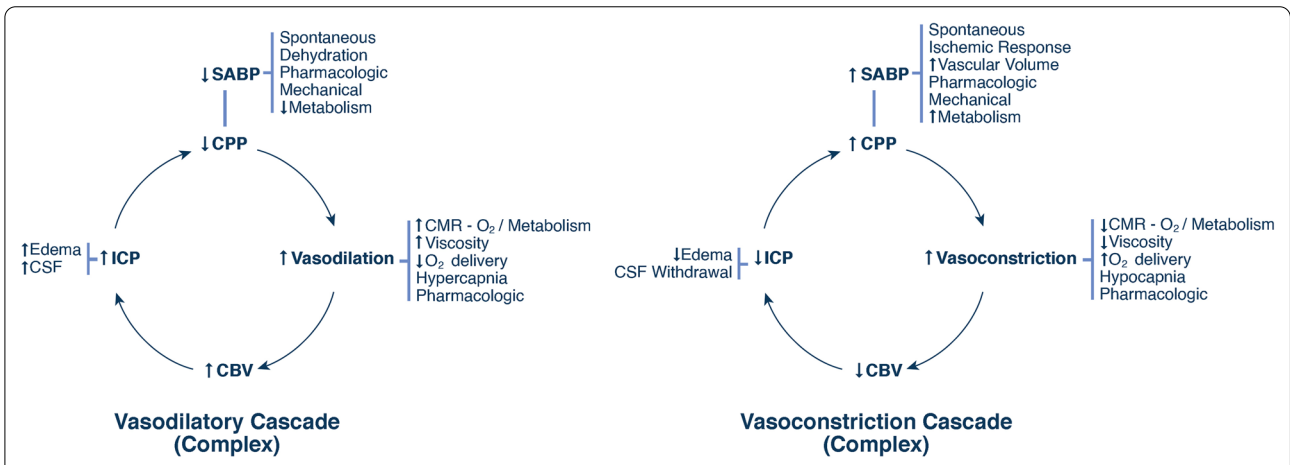 Spontaneous
Dehydration
↓SABP
Pharmacologic
Mechanical
↓Metabolism
↓CPP
↑CMR - O₂ / Metabolism
↑Viscosity
↑Vasodilation
↓O₂ delivery
Hypercapnia
Pharmacologic
↑Edema
↑CSF
↑ICP
↑CBV
Vasodilatory Cascade
(Complex)
Spontaneous
Ischemic Response
↑Vascular Volume
↑SABP
Pharmacologic
Mechanical
↑Metabolism
↑CPP
↓CMR - O₂ / Metabolism
↓Viscosity
↑Vasoconstriction
↑O₂ delivery
Hypocapnia
Pharmacologic
↓Edema
CSF Withdrawal
↓ICP
↓CBV
Vasoconstriction Cascade
(Complex)